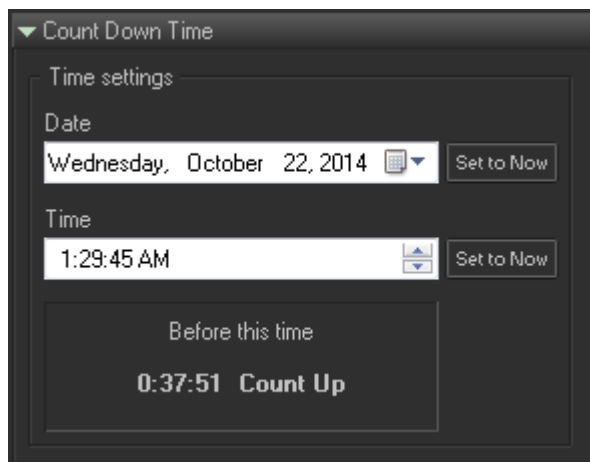 Count Down Time
Time settings
Date
Wednesday, October 22, 2014 Set to Now
Time
1:29:45 AM Set to Now
Before this time
0:37:51 Count Up